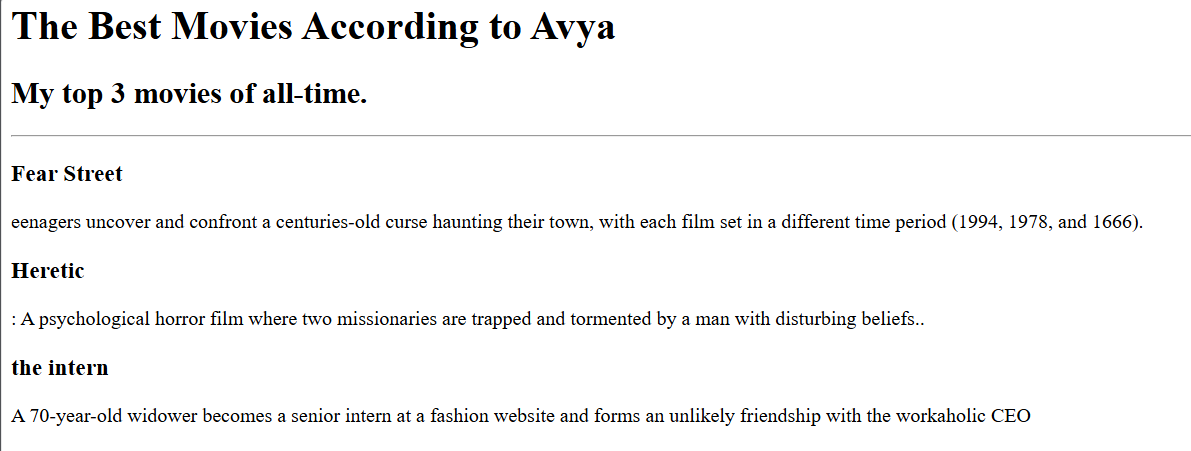 The Best Movies According to Avya
My top 3 movies of all-time.
Fear Street
eenagers uncover and confront a centuries-old curse haunting their town, with each film set in a different time period (1994, 1978, and 1666).
Heretic
: A psychological horror film where two missionaries are trapped and tormented by a man with disturbing beliefs..
the intern
A 70-year-old widower becomes a senior intern at a fashion website and forms an unlikely friendship with the workaholic CEO